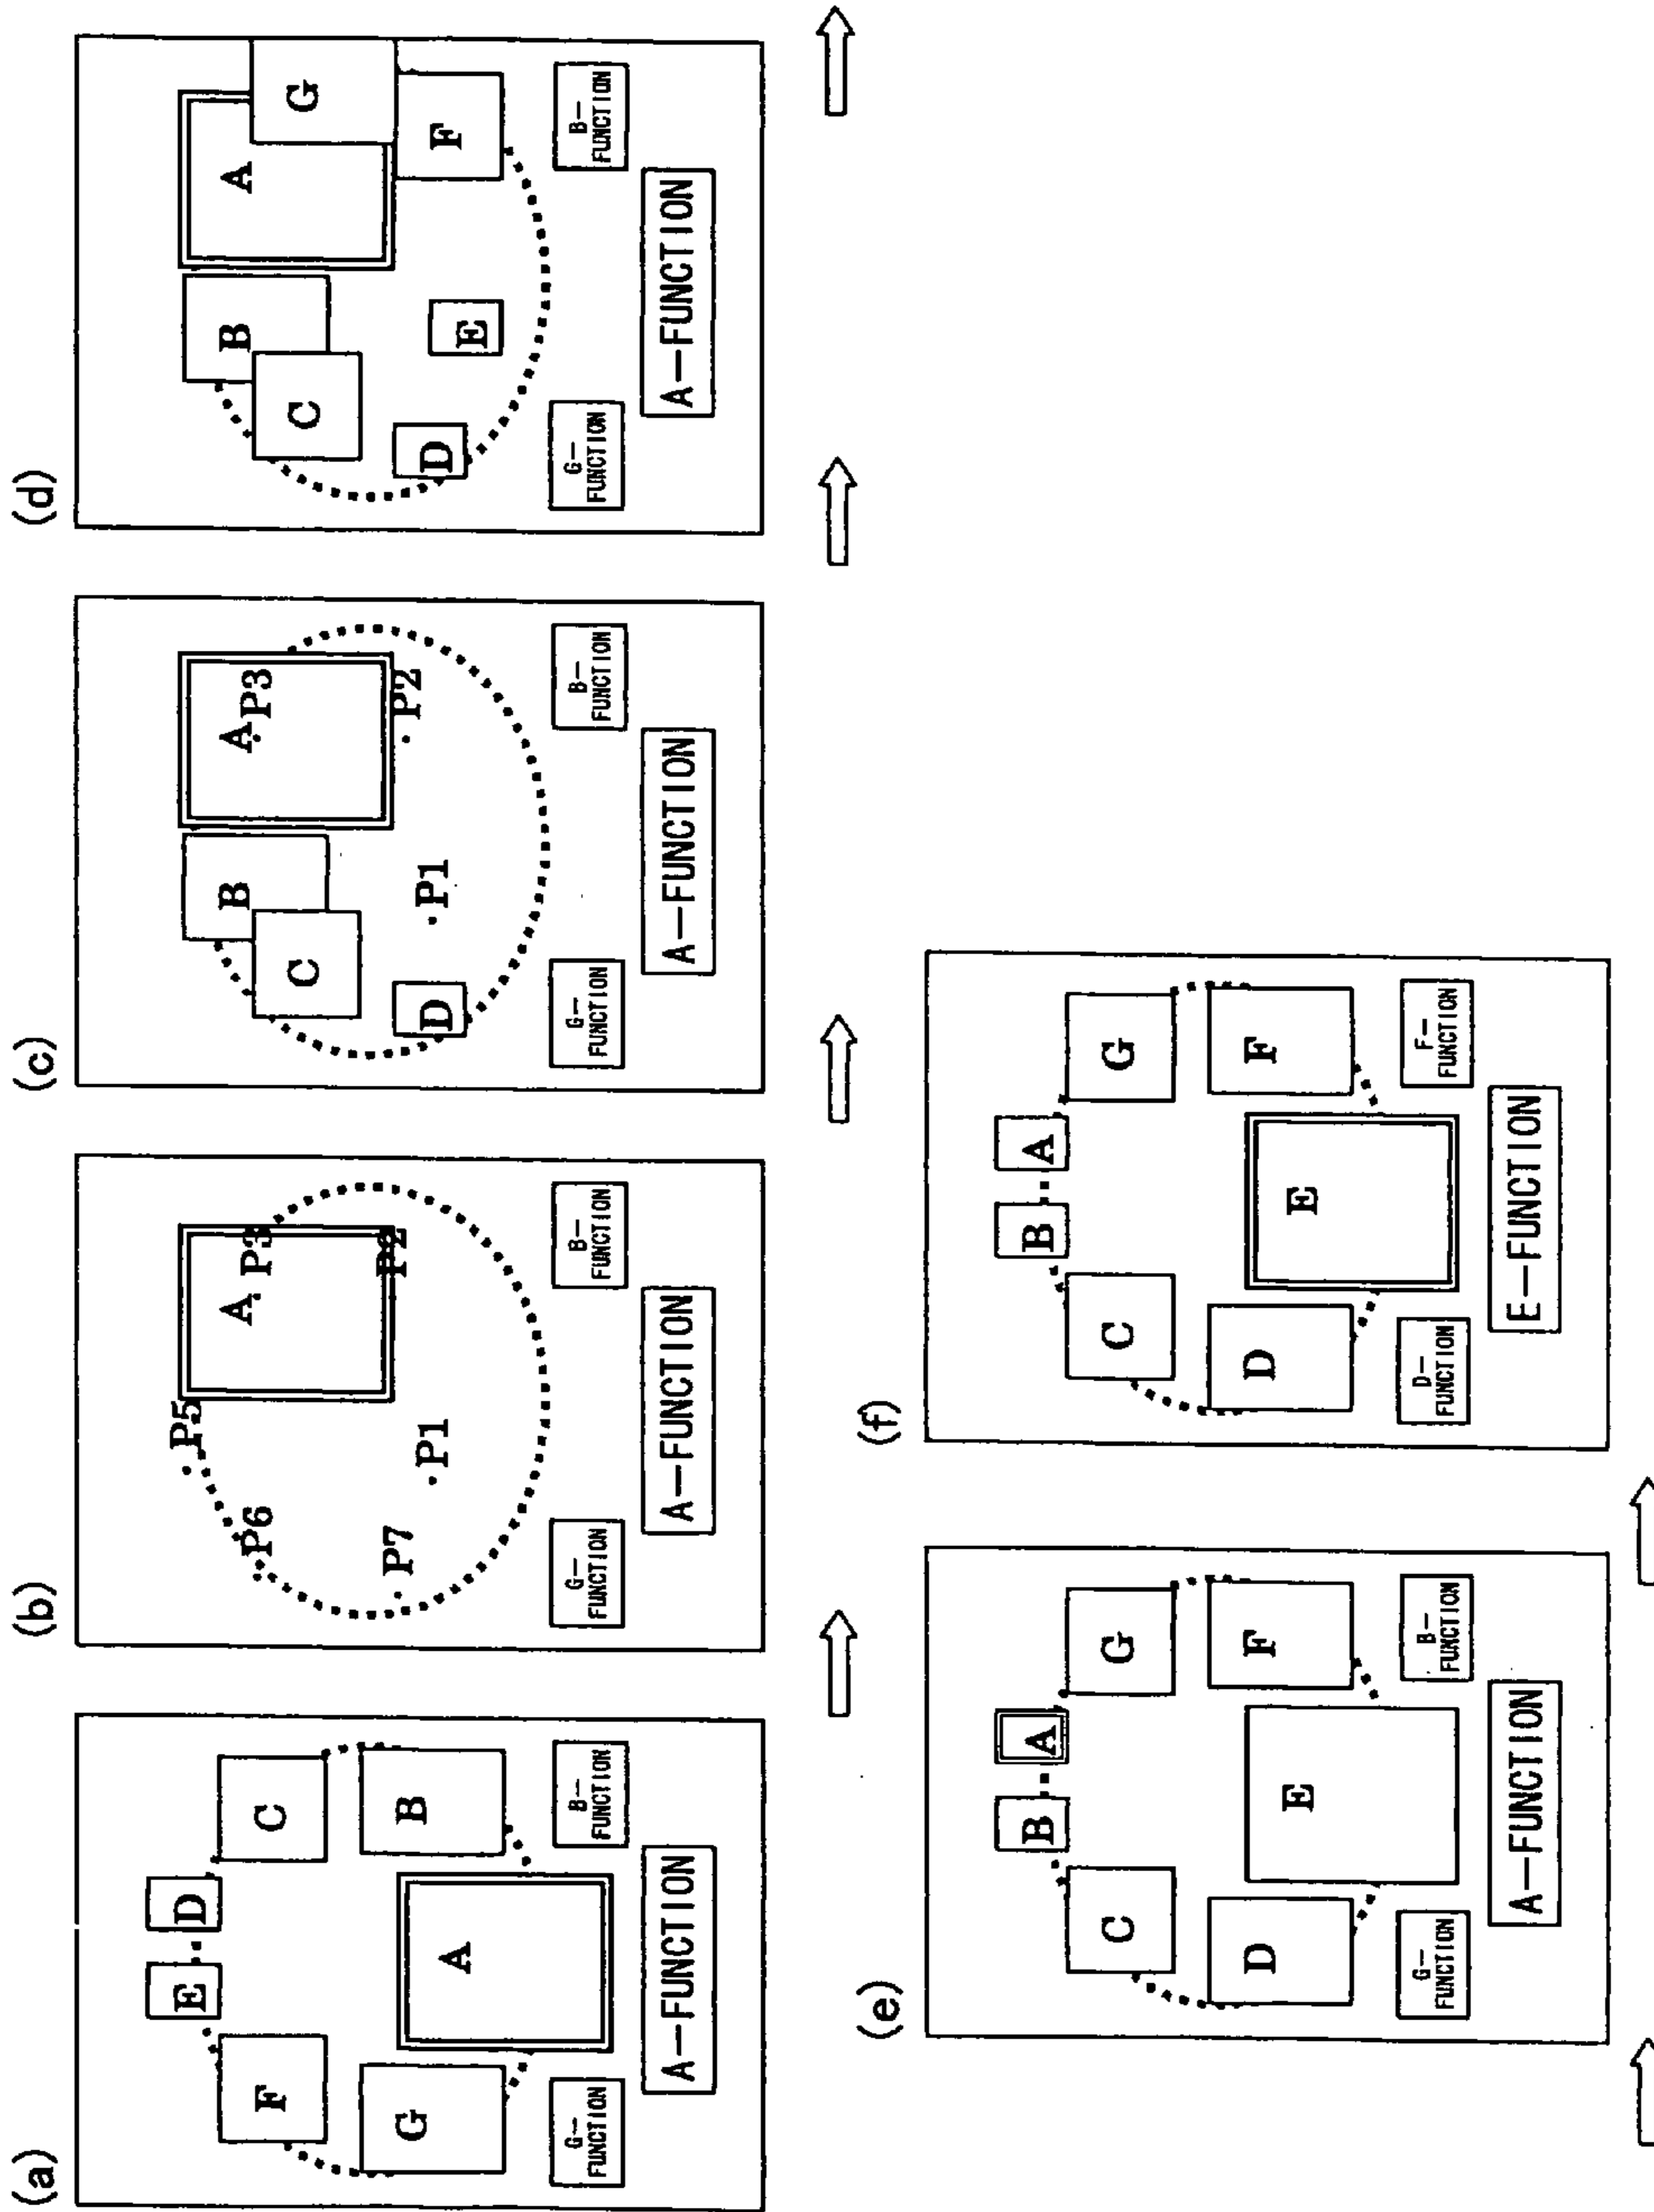 (a)
E
D
F
C
G
B
A
G—
FUNCTION
B—
FUNCTION
A—FUNCTION
(b)
P5
P6
A
P3
P7
P2
P1
G—
FUNCTION
B—
FUNCTION
A—FUNCTION
(c)
B
A
P3
C
P2
D
P1
G—
FUNCTION
B—
FUNCTION
A—FUNCTION
(d)
B
A
C
G
D
F
E
G—
FUNCTION
B—
FUNCTION
A—FUNCTION
(e)
B
A
C
G
D
F
E
G—
FUNCTION
B—
FUNCTION
A—FUNCTION
(f)
B
A
C
G
D
F
E
D—
FUNCTION
F—
FUNCTION
E—FUNCTION